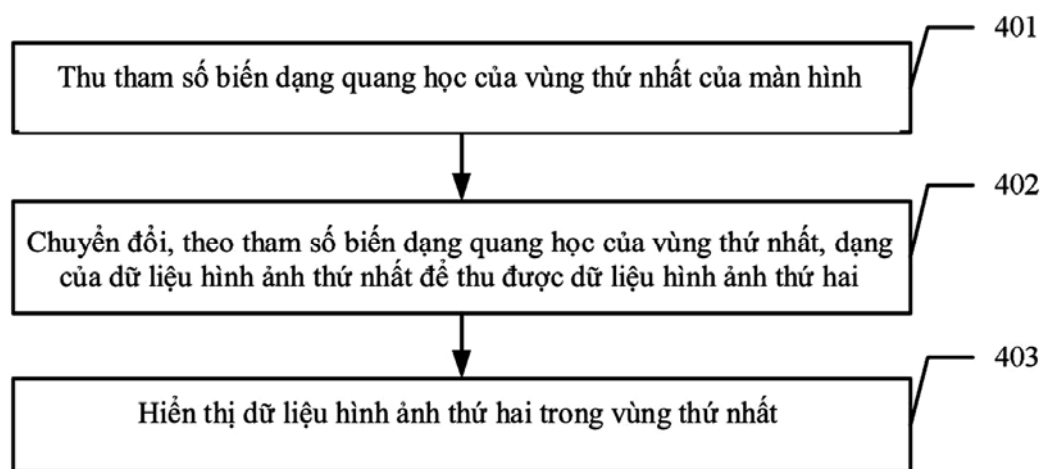 401
Thu tham số biến dạng quang học của vùng thứ nhất của màn hình
402
Chuyển đổi, theo tham số biến dạng quang học của vùng thứ nhất, dạng
của dữ liệu hình ảnh thứ nhất để thu được dữ liệu hình ảnh thứ hai
403
Hiển thị dữ liệu hình ảnh thứ hai trong vùng thứ nhất